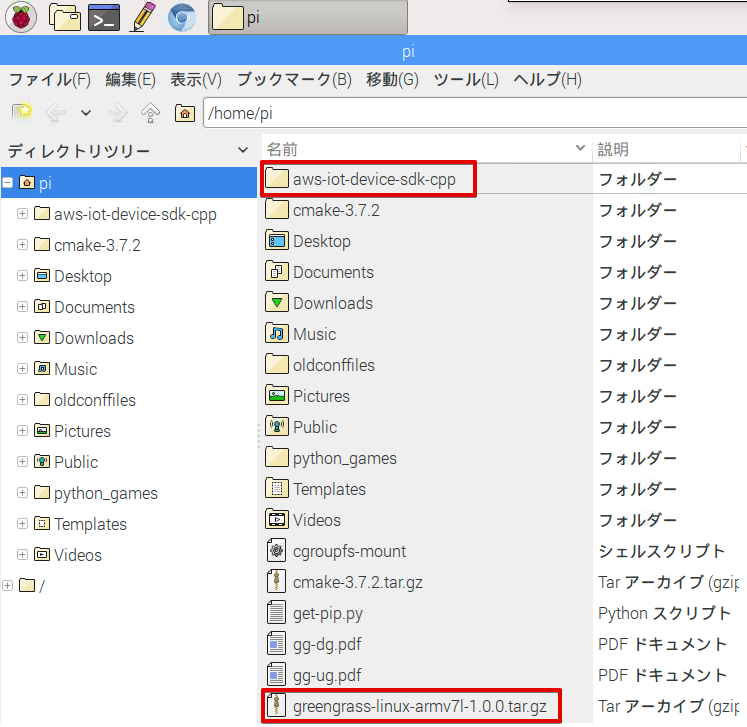 pi
pi
ファイル(F) 編集(E) 表示(V) ブックマーク(B) 移動(G) ツール(L) ヘルプ(H)
/home/pi
ディレクトリツリー
pi
aws-iot-device-sdk-cpp
cmake-3.7.2
Desktop
Documents
Downloads
Music
oldconffiles
Pictures
Public
python_games
Templates
Videos
/
名前 説明
aws-iot-device-sdk-cpp フォルダー
cmake-3.7.2 フォルダー
Desktop フォルダー
Documents フォルダー
Downloads フォルダー
Music フォルダー
oldconffiles フォルダー
Pictures フォルダー
Public フォルダー
python_games フォルダー
Templates フォルダー
Videos フォルダー
cgroupfs-mount シェルスクリプト
cmake-3.7.2.tar.gz Tar アーカイブ (gzip
get-pip.py Python スクリプト
gg-dg.pdf PDF ドキュメント
gg-ug.pdf PDF ドキュメント
greengrass-linux-armv7l-1.0.0.tar.gz Tar アーカイブ (gzip